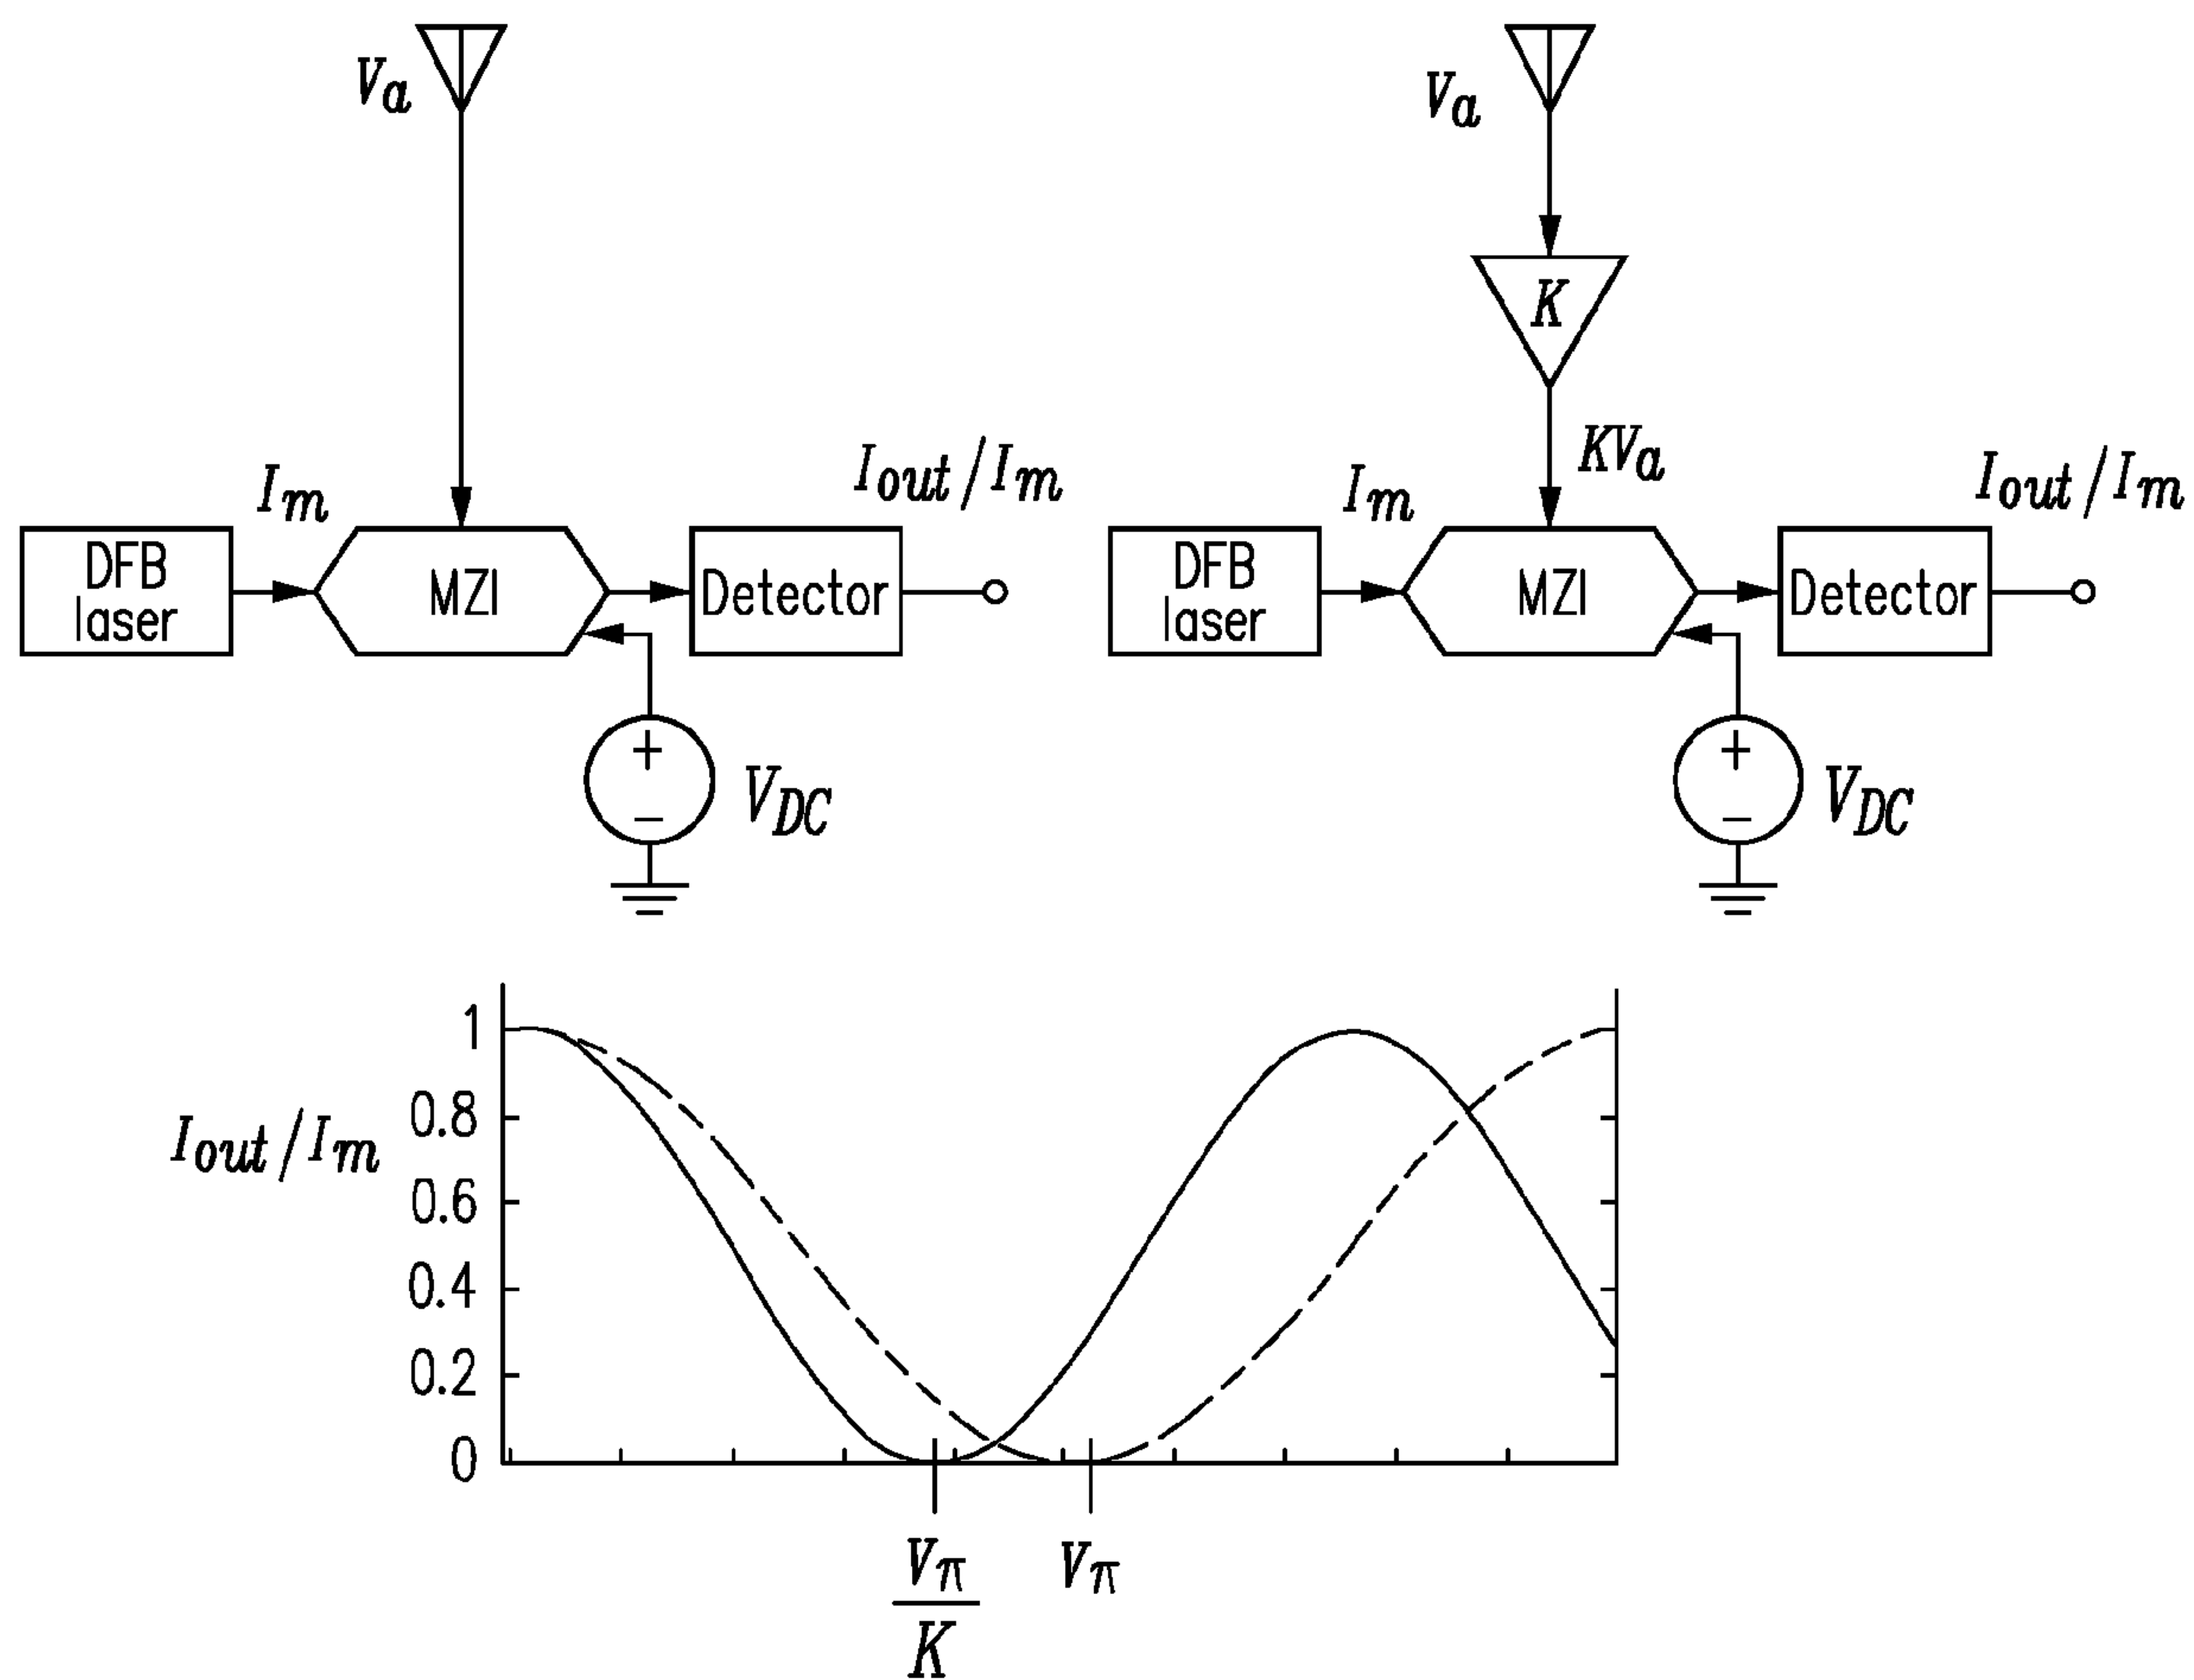 Va
Va
K
KVa
Im
Iout/Im
Im
Iout/Im
DFB
laser
MZI
Detector
DFB
laser
MZI
Detector
+
−
VDC
+
−
VDC
1
0.8
Iout/Im
0.6
0.4
0.2
0
Vπ
K
Vπ